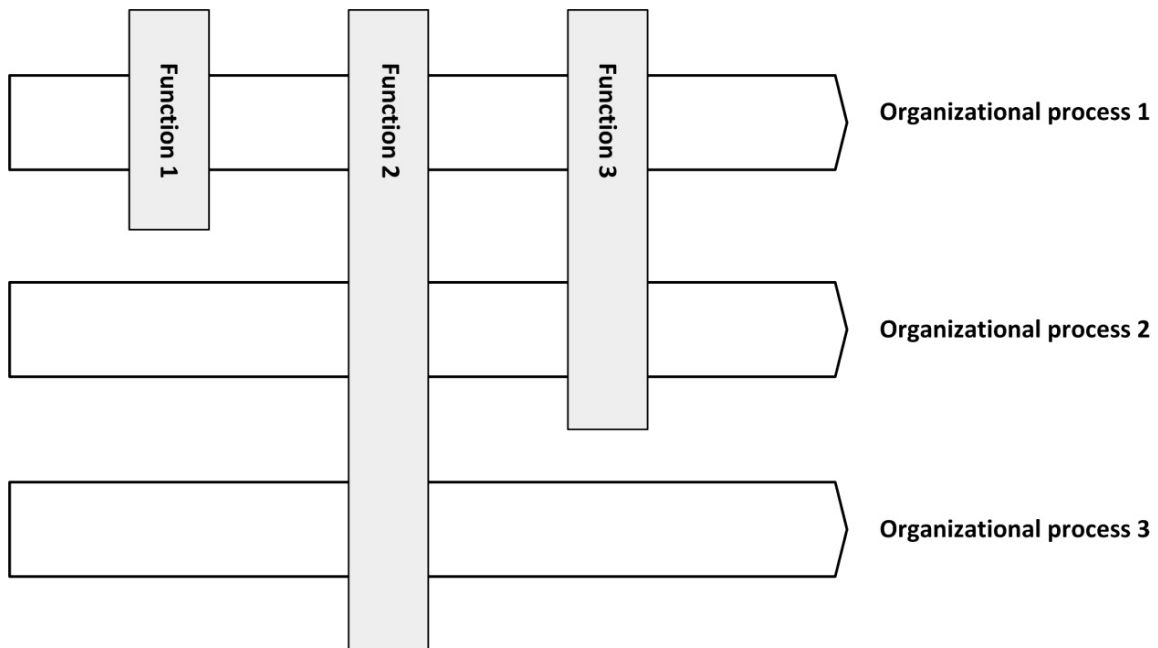 Function 1
Function 2
Function 3
Organizational process 1
Organizational process 2
Organizational process 3